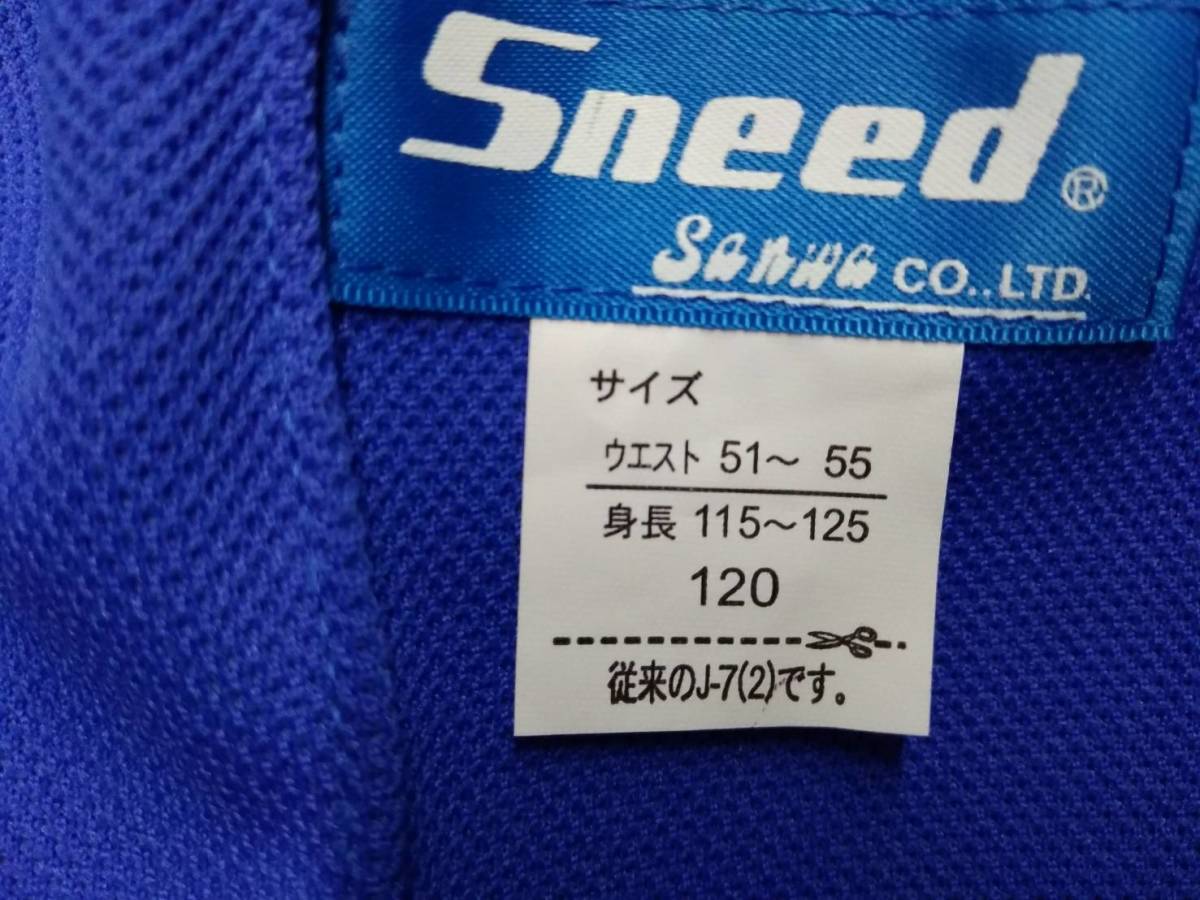 Sneed®
Sanwa CO.,LTD.
サイズ
ウエスト 51〜 55
身長 115〜125
120
従来のJ-7(2)です。